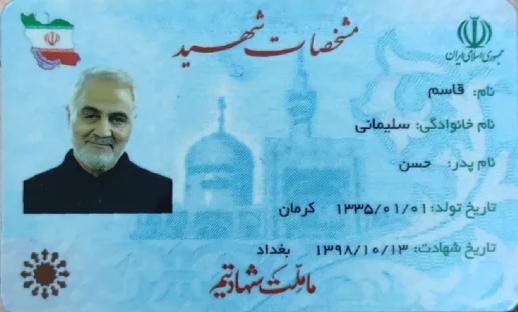 مشخصات شهید
جمهوری اسلامی ایران
نام: قاسم
نام خانوادگی: سلیمانی
نام پدر: حسن
تاریخ تولد: ۱۳۳۵/۰۱/۰۱ کرمان
تاریخ شهادت: ۱۳۹۸/۱۰/۱۳ بغداد
ما ملّت شهادتیم